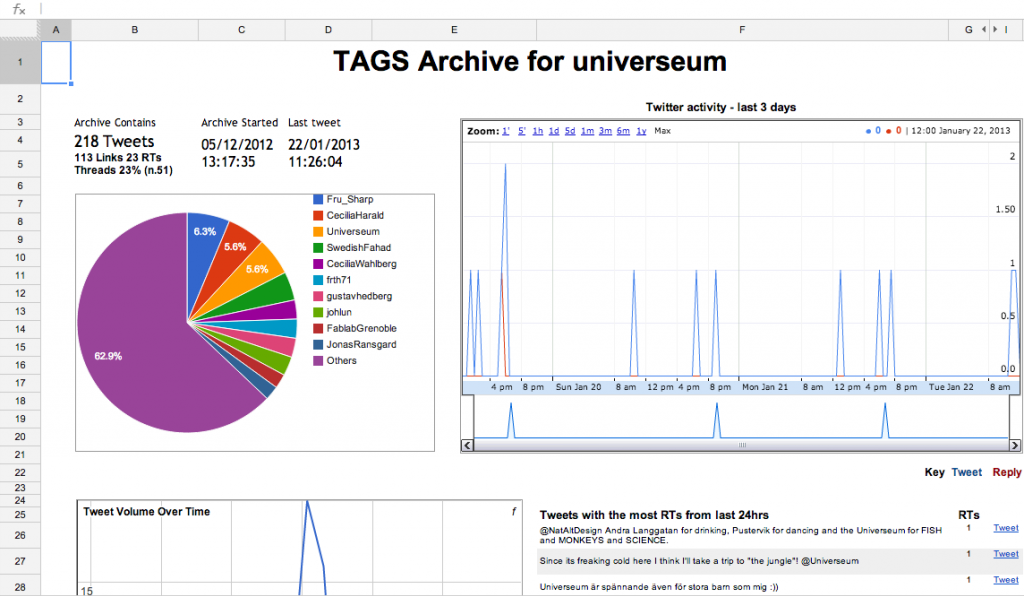 fx
A B C D E F G I
1
TAGS Archive for universeum
2
Twitter activity - last 3 days
3
Archive Contains Archive Started Last tweet
4
218 Tweets 05/12/2012 22/01/2013
5
113 Links 23 RTs 13:17:35 11:26:04
Threads 23% (n.51)
Zoom: 1' 5' 1h 1d 5d 1m 3m 6m 1y Max 0 0 | 12:00 January 22, 2013
6
7
8
9
10
11
12
13
14
15
16
17
18
19
20
21
22
23
24
25
26
27
28
Fru_Sharp
CeciliaHarald
Universeum
SwedishFahad
CeciliaWahlberg
frth71
gustavhedberg
johlun
FablabGrenoble
JonasRansgard
Others
6.3%
5.6%
5.6%
62.9%
2
1.50
1
0.5
0.0
4 pm 8 pm Sun Jan 20 8 am 12 pm 4 pm 8 pm Mon Jan 21 8 am 12 pm 4 pm 8 pm Tue Jan 22 8 am
Key Tweet Reply
Tweet Volume Over Time f
15
Tweets with the most RTs from last 24hrs RTs
@NatAltDesign Andra Langgatan for drinking, Pustervik for dancing and the Universeum for FISH 1 Tweet
and MONKEYS and SCIENCE.
Since its freaking cold here I think I'll take a trip to "the jungle"! @Universeum 1 Tweet
Universeum är spännande även för stora barn som mig :)) 1 Tweet